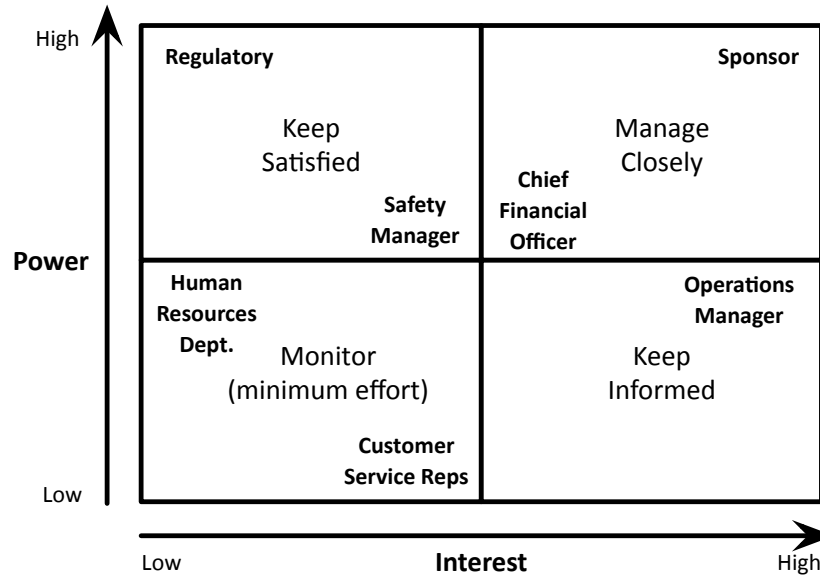 High
Regulatory
Sponsor
Keep
Satisfied
Manage
Closely
Safety
Manager
Chief
Financial
Officer
Power
Human
Resources
Dept.
Operations
Manager
Monitor
(minimum effort)
Keep
Informed
Customer
Service Reps
Low
Low
Interest
High